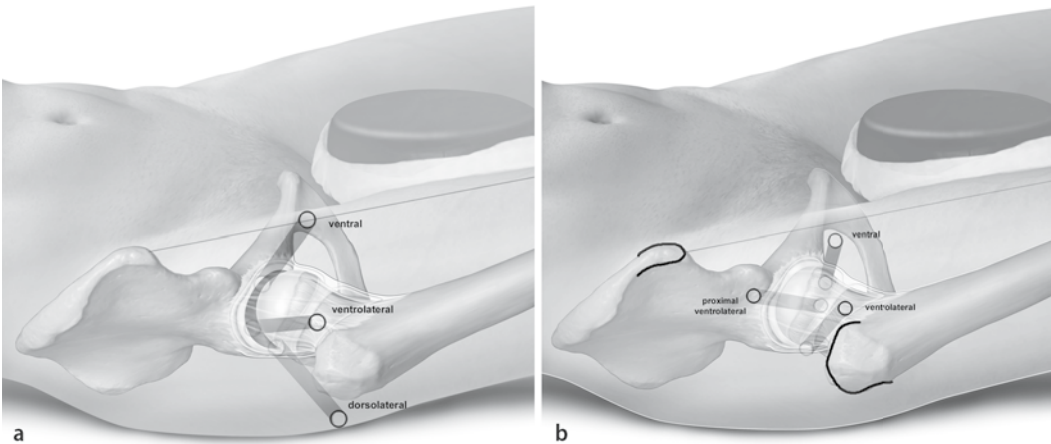 ventral
ventrolateral
dorsolateral
a
ventral
proximal
ventrolateral
ventrolateral
b